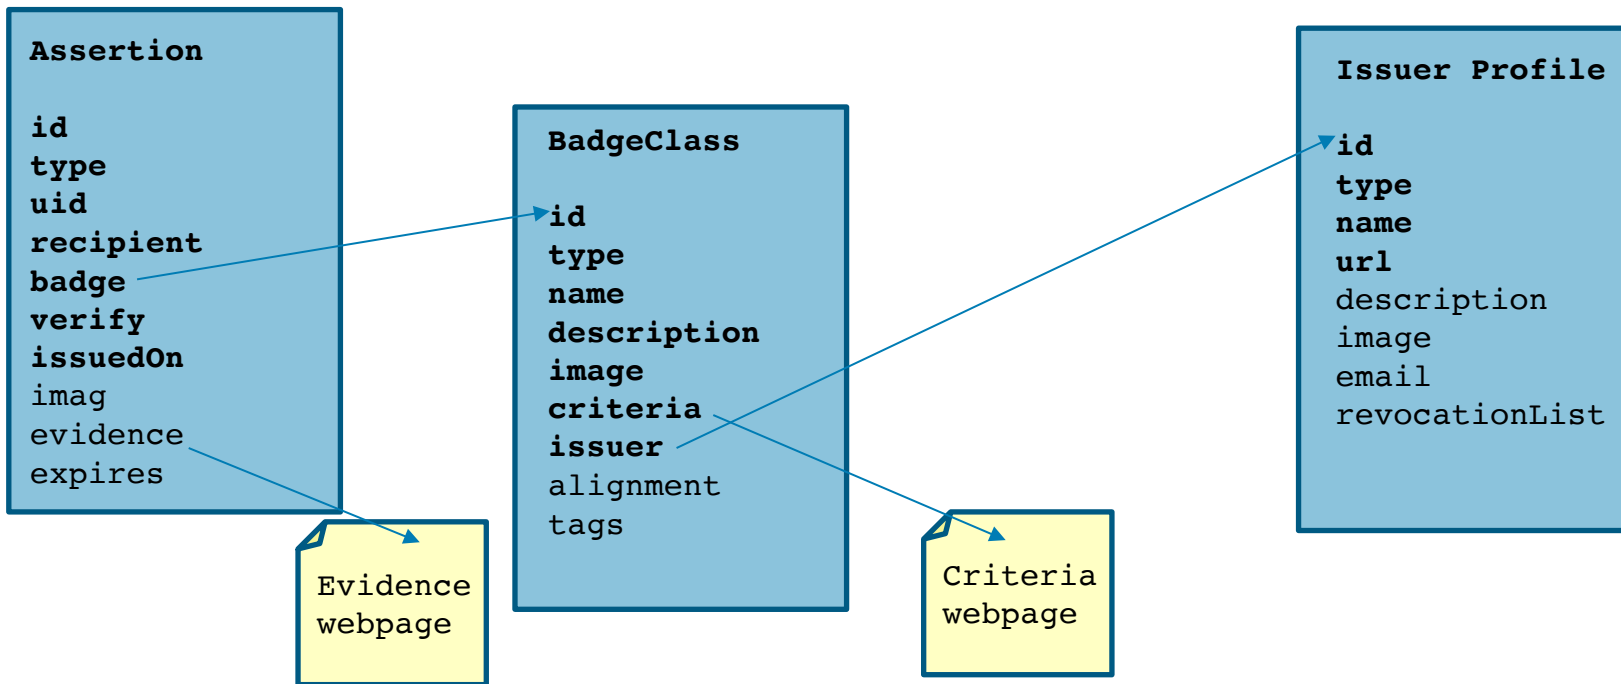 Assertion
id
type
uid
recipient
badge
verify
issuedOn
imag
evidence
expires
Evidence
webpage
BadgeClass
id
type
name
description
image
criteria
issuer
alignment
tags
Criteria
webpage
Issuer Profile
id
type
name
url
description
image
email
revocationList